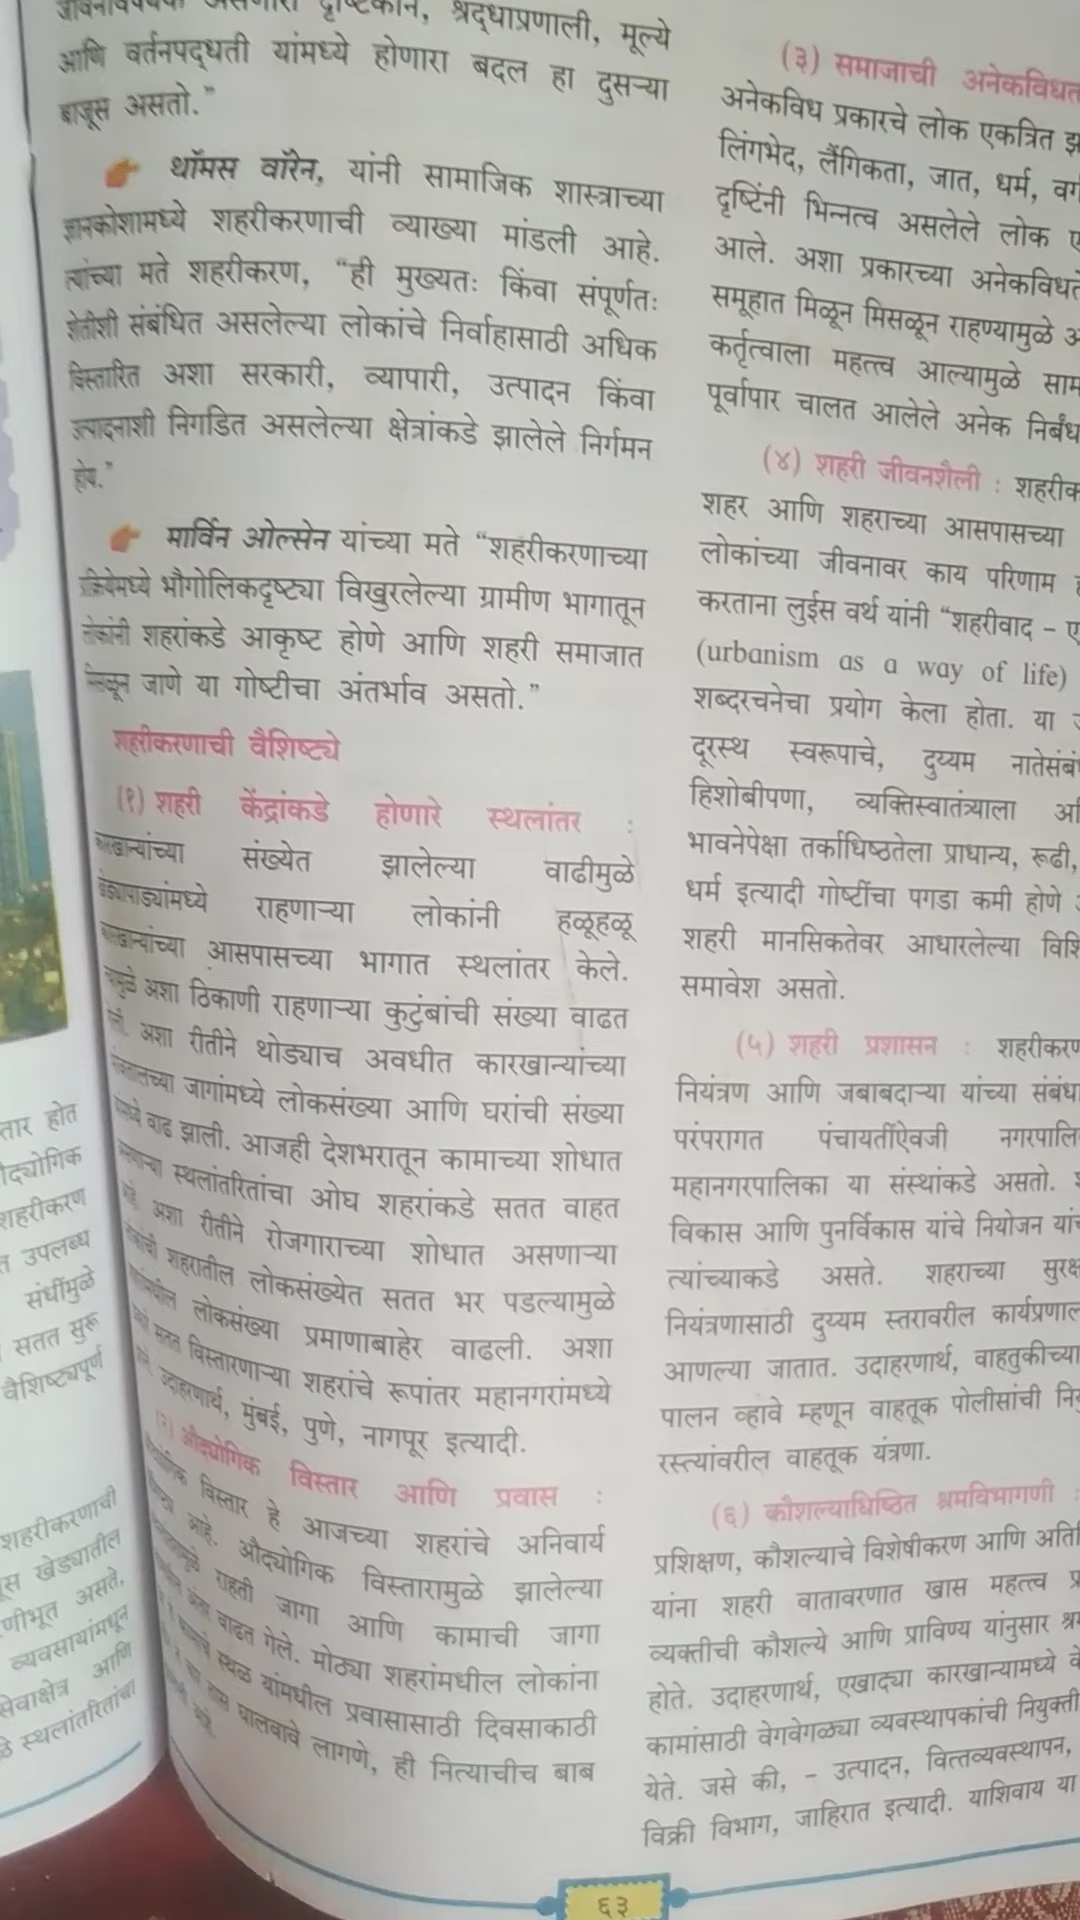 दृष्टिकोन, श्रद्धाप्रणाली, मूल्ये
आणि वर्तनपद्धती यांमध्ये होणारा बदल हा दुसऱ्या
बाजूस असतो.”
थॉमस वॉरेन, यांनी सामाजिक शास्त्राच्या
ज्ञानकोशामध्ये शहरीकरणाची व्याख्या मांडली आहे.
त्यांच्या मते शहरीकरण, “ही मुख्यतः किंवा संपूर्णतः
शेतीशी संबंधित असलेल्या लोकांचे निर्वाहासाठी अधिक
विस्तारित अशा सरकारी, व्यापारी, उत्पादन किंवा
उत्पादनाशी निगडित असलेल्या क्षेत्रांकडे झालेले निर्गमन
होय.”
मार्विन ओल्सेन यांच्या मते “शहरीकरणाच्या
प्रक्रियेमध्ये भौगोलिकदृष्ट्या विखुरलेल्या ग्रामीण भागातून
लोकांनी शहरांकडे आकृष्ट होणे आणि शहरी समाजात
जाणे या गोष्टीचा अंतर्भाव असतो.”
शहरीकरणाची वैशिष्ट्ये
(१) शहरी केंद्रांकडे होणारे स्थलांतर :
कारखान्यांच्या संख्येत झालेल्या वाढीमुळे
खेड्यापाड्यांमध्ये राहणाऱ्या लोकांनी हळूहळू
कारखान्यांच्या आसपासच्या भागात स्थलांतर केले.
अशा ठिकाणी राहणाऱ्या कुटुंबांची संख्या वाढत
अशा रीतीने थोड्याच अवधीत कारखान्यांच्या
जागांमध्ये लोकसंख्या आणि घरांची संख्या
वाढ झाली. आजही देशभरातून कामाच्या शोधात
स्थलांतरितांचा ओघ शहरांकडे सतत वाहत
अशा रीतीने रोजगाराच्या शोधात असणाऱ्या
शहरातील लोकसंख्येत सतत भर पडल्यामुळे
लोकसंख्या प्रमाणाबाहेर वाढली. अशा
सतत विस्तारणाऱ्या शहरांचे रूपांतर महानगरांमध्ये
उदाहरणार्थ, मुंबई, पुणे, नागपूर इत्यादी.
(२) औद्योगिक विस्तार आणि प्रवास :
विस्तार हे आजच्या शहरांचे अनिवार्य
आहे. औद्योगिक विस्तारामुळे झालेल्या
राहती जागा आणि कामाची जागा
अंतर वाढत गेले. मोठ्या शहरांमधील लोकांना
स्थळ यांमधील प्रवासासाठी दिवसाकाठी
तास घालवावे लागणे, ही नित्याचीच बाब
(३) समाजाची
अनेकविध प्रकारचे लोक एकत्रित
लिंगभेद, लैंगिकता, जात, धर्म,
दृष्टिंनी भिन्नत्व असलेले लोक
आले. अशा प्रकारच्या
समूहात मिळून मिसळून राहण्यामुळे
कर्तृत्वाला महत्त्व आल्यामुळे
पूर्वापार चालत आलेले अनेक
(४) शहरी जीवनशैली :
शहर आणि शहराच्या आसपासच्या
लोकांच्या जीवनावर काय परिणाम
करताना लुईस वर्थ यांनी “शहरीवाद –
(urbanism as a way of life)
शब्दरचनेचा प्रयोग केला होता. या
दूरस्थ स्वरूपाचे, दुय्यम
हिशोबीपणा, व्यक्तिस्वातंत्र्याला
भावनेपेक्षा तर्काधिष्ठतेला प्राधान्य, रूढी,
धर्म इत्यादी गोष्टींचा पगडा कमी होणे
शहरी मानसिकतेवर आधारलेल्या
समावेश असतो.
(५) शहरी प्रशासन :
नियंत्रण आणि जबाबदाऱ्या यांच्या
परंपरागत पंचायतींऐवजी
महानगरपालिका या संस्थांकडे असतो.
विकास आणि पुनर्विकास यांचे नियोजन
त्यांच्याकडे असते. शहराच्या
नियंत्रणासाठी दुय्यम स्तरावरील
आणल्या जातात. उदाहरणार्थ, वाहतुकीच्या
पालन व्हावे म्हणून वाहतूक पोलीसांची
रस्त्यांवरील वाहतूक यंत्रणा.
(६) कौशल्याधिष्ठित श्रमविभागणी :
प्रशिक्षण, कौशल्याचे विशेषीकरण आणि
यांना शहरी वातावरणात खास महत्त्व
व्यक्तीची कौशल्ये आणि प्राविण्य यांनुसार
होते. उदाहरणार्थ, एखाद्या कारखान्यामध्ये
कामांसाठी वेगवेगळ्या व्यवस्थापकांची नियुक्ती
येते. जसे की, – उत्पादन, वित्तव्यवस्थापन,
विक्री विभाग, जाहिरात इत्यादी. याशिवाय या
६३
होत
शहरीकरण
उपलब्ध
संधींमुळे
सतत सुरू
वैशिष्ट्यपूर्ण
शहरीकरणाची
खेड्यातील
असते.
व्यवसायांमधून
सेवाक्षेत्र आणि
स्थलांतरितांचा